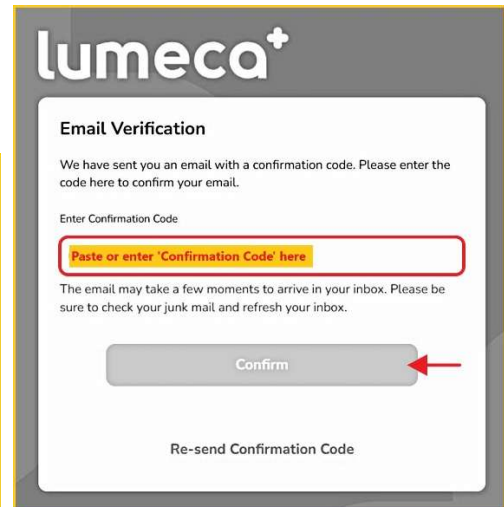 lumeca+
Email Verification
We have sent you an email with a confirmation code. Please enter the
code here to confirm your email.
Enter Confirmation Code
Paste or enter 'Confirmation Code' here
The email may take a few moments to arrive in your inbox. Please be
sure to check your junk mail and refresh your inbox.
Confirm
Re-send Confirmation Code